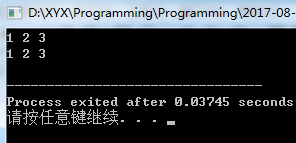 D:\XYX\Programming\Programming\2017-08-
1 2 3
1 2 3
--------------------------------
Process exited after 0.03745 seconds
请按任意键继续. . .